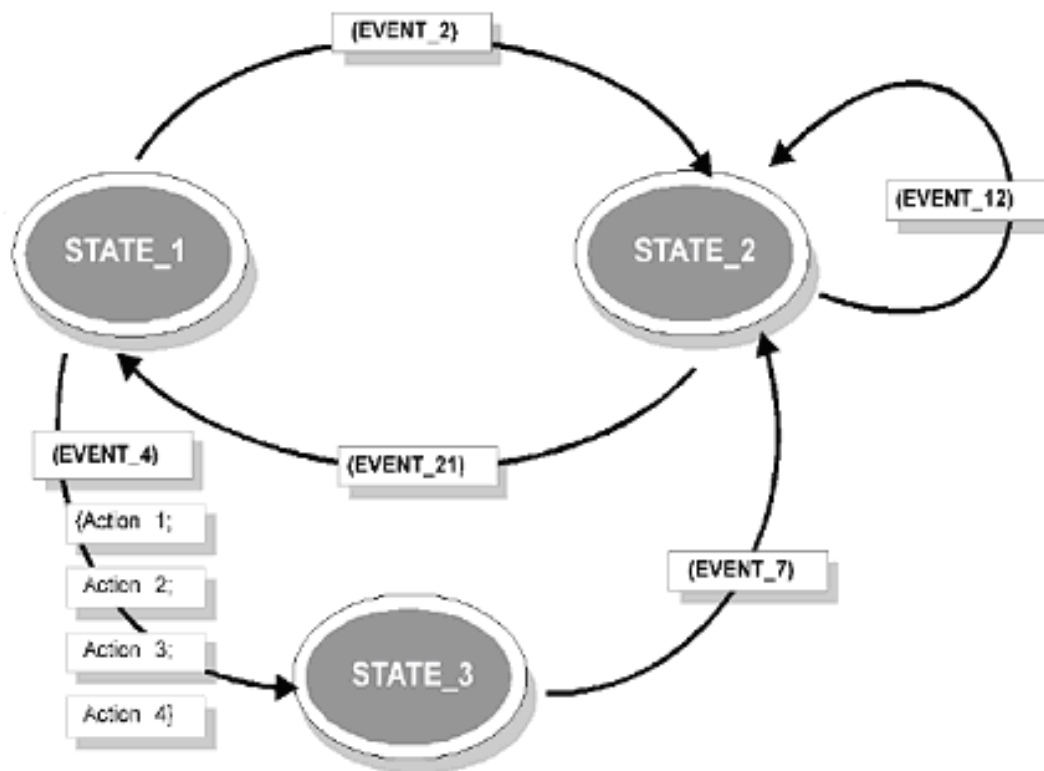 (EVENT_2)
STATE_1
STATE_2
(EVENT_12)
(EVENT_4)
(EVENT_21)
{Action 1;
Action 2;
Action 3;
Action 4}
(EVENT_7)
STATE_3